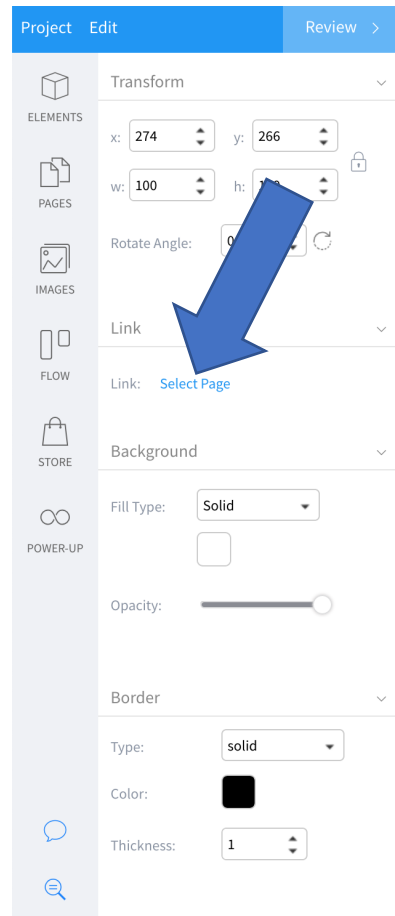 Project Edit Review >
Transform
ELEMENTS
x: 274 y: 266
w: 100 h:
PAGES
Rotate Angle:
IMAGES
Link
FLOW
Link: Select Page
STORE
Background
Fill Type: Solid
POWER-UP
Opacity:
Border
Type: solid
Color:
Thickness: 1